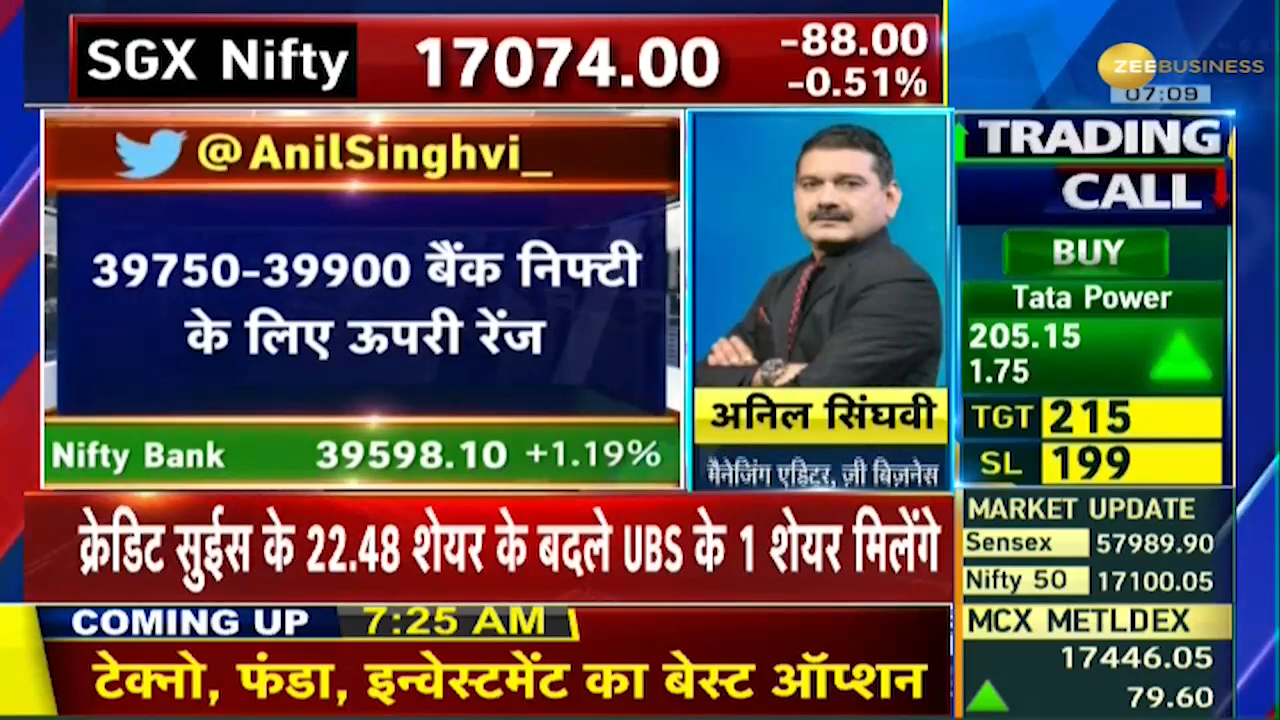 SGX Nifty 17074.00 -88.00
-0.51%
ZEEBUSINESS
07:09
@AnilSinghvi_
39750-39900 बैंक निफ्टी
के लिए ऊपरी रेंज
Nifty Bank 39598.10 +1.19%
अनिल सिंघवी
मैनेजिंग एडिटर, ज़ी बिज़नेस
TRADING
CALL
BUY
Tata Power
205.15
1.75
TGT 215
SL 199
क्रेडिट सुईस के 22.48 शेयर के बदले UBS के 1 शेयर मिलेंगे
COMING UP 7:25 AM
टेक्नो, फंडा, इन्वेस्टमेंट का बेस्ट ऑप्शन
MARKET UPDATE
Sensex 57989.90
Nifty 50 17100.05
MCX METLDEX
17446.05
79.60